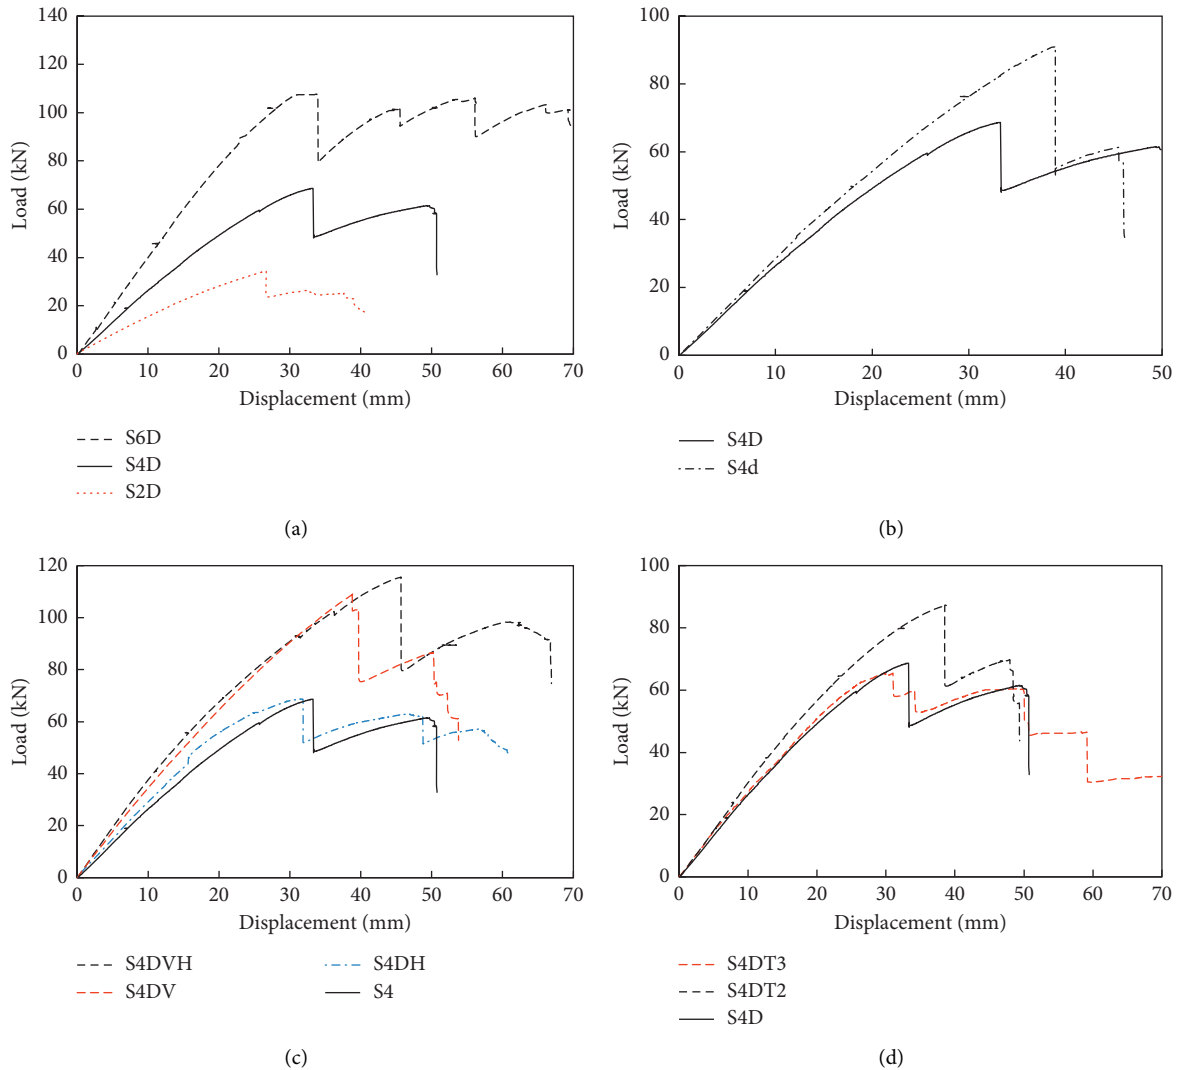 140
120
100
80
60
40
20
0
Load (kN)
0 10 20 30 40 50 60 70
Displacement (mm)
S6D
S4D
S2D
(a)
100
80
60
40
20
0
Load (kN)
0 10 20 30 40 50
Displacement (mm)
S4D
S4d
(b)
120
100
80
60
40
20
0
Load (kN)
0 10 20 30 40 50 60 70
Displacement (mm)
S4DVH S4DH
S4DV S4
(c)
100
80
60
40
20
0
Load (kN)
0 10 20 30 40 50 60 70
Displacement (mm)
S4DT3
S4DT2
S4D
(d)